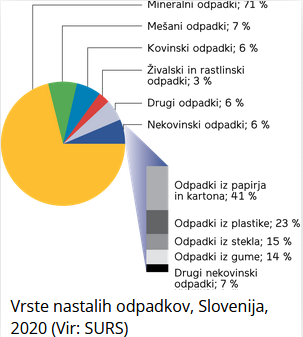 Mineralni odpadki; 71 %
Mešani odpadki; 7 %
Kovinski odpadki; 6 %
Živalski in rastlinski
odpadki; 3 %
Drugi odpadki; 6 %
Nekovinski odpadki; 6 %
Odpadki iz papirja
in kartona; 41 %
Odpadki iz plastike; 23 %
Odpadki iz stekla; 15 %
Odpadki iz gume; 14 %
Drugi nekovinski
odpadki; 7 %
Vrste nastalih odpadkov, Slovenija,
2020 (Vir: SURS)